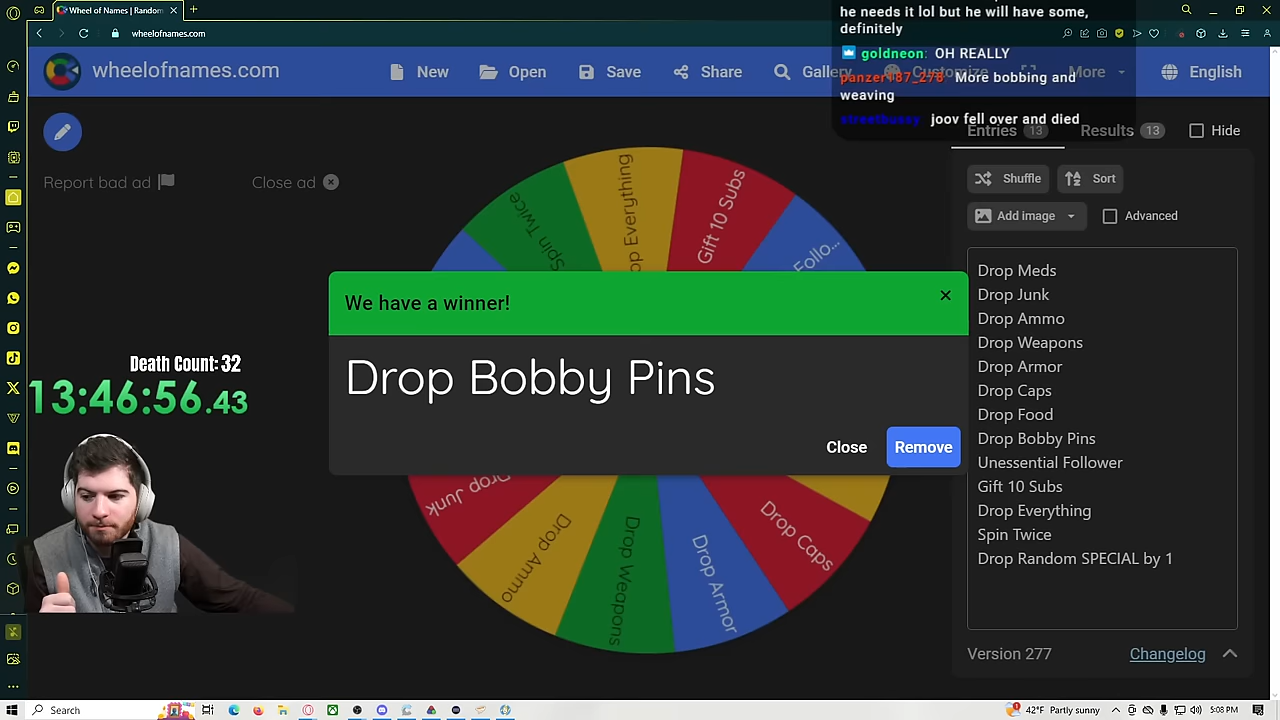 Wheel of Names | Random
wheelofnames.com
he needs it lol but he will have some,
definitely
goldneon: OH REALLY
More bobbing and
weaving
joov fell over and died
wheelofnames.com
New
Open
Save
Share
Gallery
Customize
More
English
Entries 13
Results 13
Hide
Report bad ad
Close ad
Shuffle
Sort
Add image
Advanced
Spin Twice
Drop Everything
Gift 10 Subs
Follo...
We have a winner!
Drop Bobby Pins
Close
Remove
Drop Junk
Drop Ammo
Drop Weapons
Drop Armor
Drop Caps
Drop Meds
Drop Junk
Drop Ammo
Drop Weapons
Drop Armor
Drop Caps
Drop Food
Drop Bobby Pins
Unessential Follower
Gift 10 Subs
Drop Everything
Spin Twice
Drop Random SPECIAL by 1
Death Count: 32
13:46:56.43
Version 277
Changelog
Search
42°F Partly sunny
5:08 PM